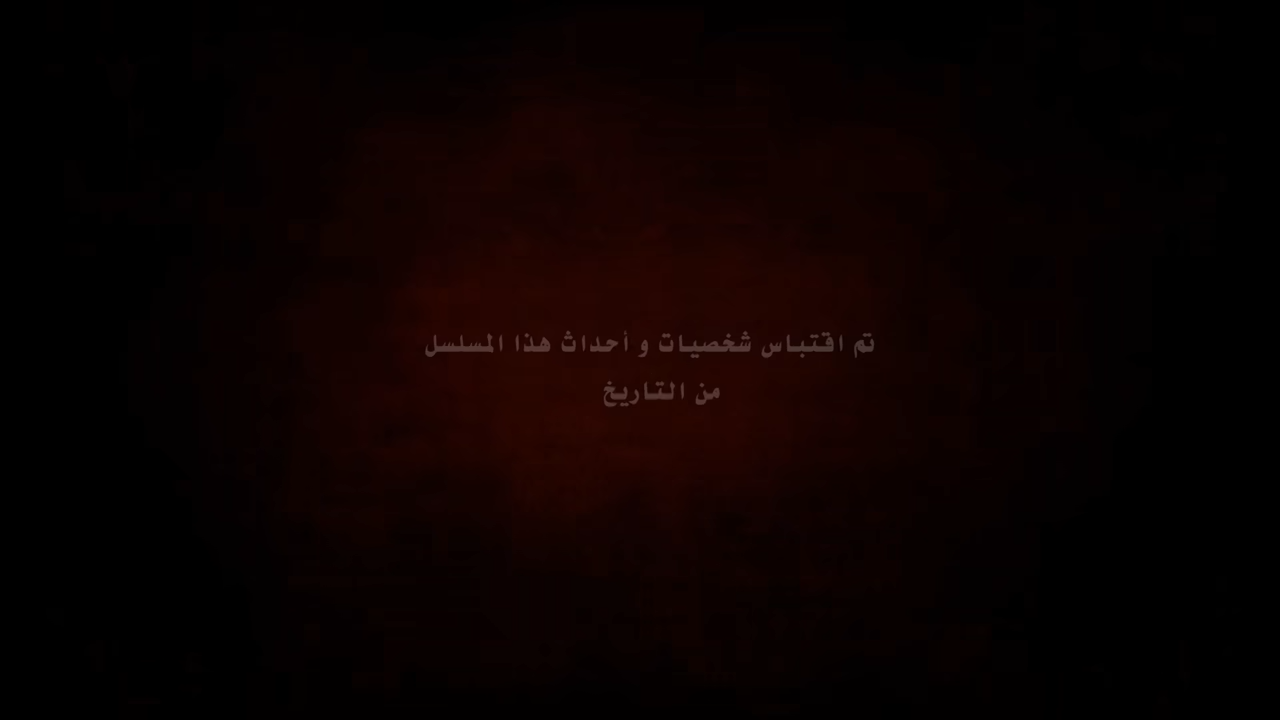 تم اقتباس شخصيات و أحداث هذا المسلسل
من التاريخ